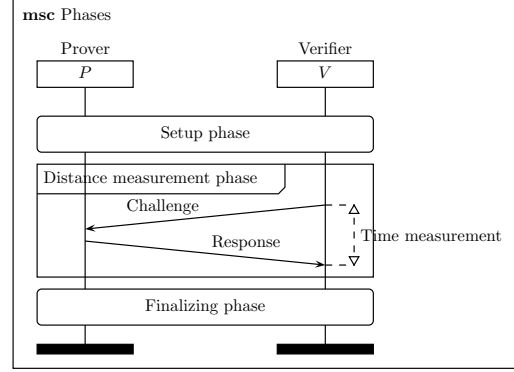 msc Phases
Prover
Verifier
P
V
Setup phase
Distance measurement phase
Challenge
Time measurement
Response
Finalizing phase